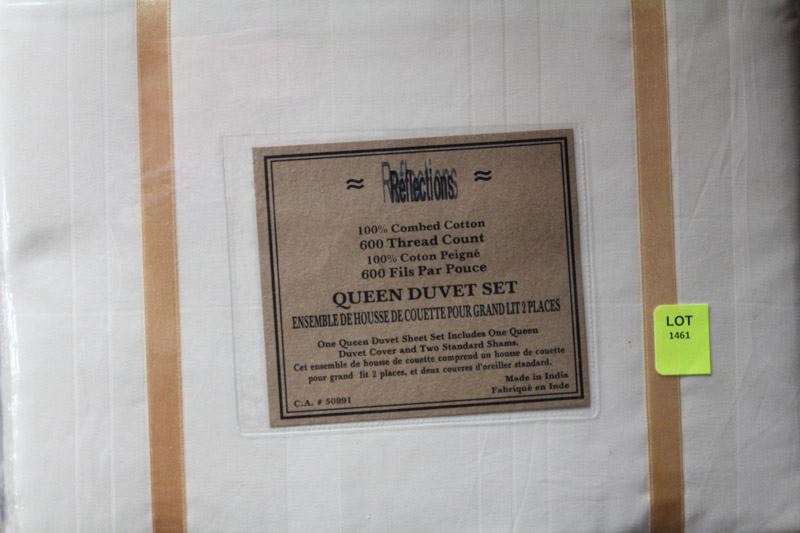 ≈ Reflections ≈
100% Combed Cotton
600 Thread Count
100% Coton Peigné
600 Fils Par Pouce
QUEEN DUVET SET
ENSEMBLE DE HOUSSE DE COUETTE POUR GRAND LIT 2 PLACES
One Queen Duvet Sheet Set Includes One Queen
Duvet Cover and Two Standard Shams.
Cet ensemble de housse de couette comprend un housse de couette
pour grand fit 2 places, et deux couvres d'oreiller standard.
Made in India
Fabriqué en Inde
C.A. # 50991
LOT
1461